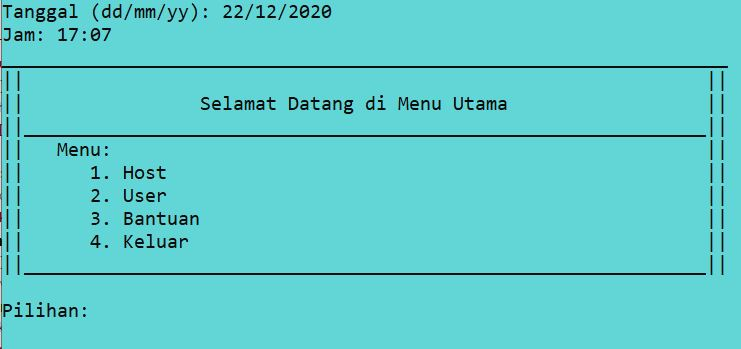 Tanggal (dd/mm/yy): 22/12/2020
Jam: 17:07
Selamat Datang di Menu Utama
Menu:
1. Host
2. User
3. Bantuan
4. Keluar
Pilihan: